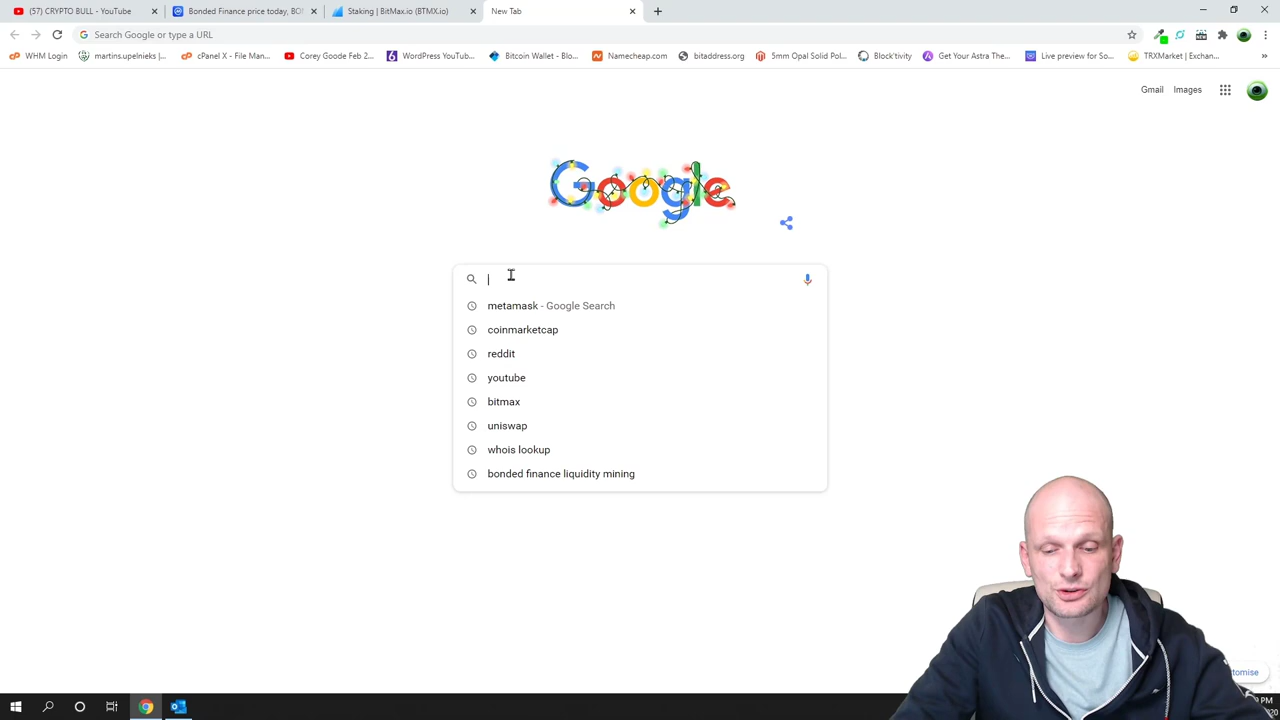 (57) CRYPTO BULL - YouTube
Bonded Finance price today, BON
Staking | BitMax.io (BTMX.io)
New Tab
Search Google or type a URL
WHM Login
martins.upelnieks |...
cPanel X - File Man...
Corey Goode Feb 2...
WordPress YouTub...
Bitcoin Wallet - Blo...
Namecheap.com
bitaddress.org
5mm Opal Solid Pol...
Block'tivity
Get Your Astra The...
Live preview for So...
TRXMarket | Exchan...
»
Gmail
Images
Google
metamask - Google Search
coinmarketcap
reddit
youtube
bitmax
uniswap
whois lookup
bonded finance liquidity mining
tomise
PM